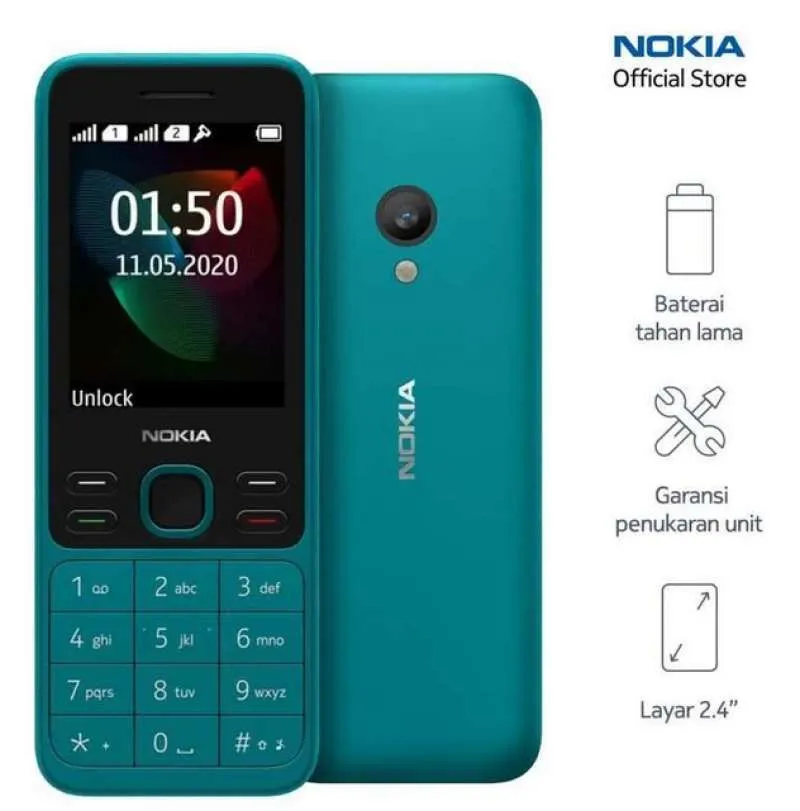 NOKIA
Official Store
1 2
01:50
11.05.2020
Unlock
NOKIA
1 2 abc 3 def
4 ghi 5 jkl 6 mno
7 pqrs 8 tuv 9 wxyz
* + 0 #
NOKIA
Baterai
tahan lama
Garansi
penukaran unit
Layar 2.4”